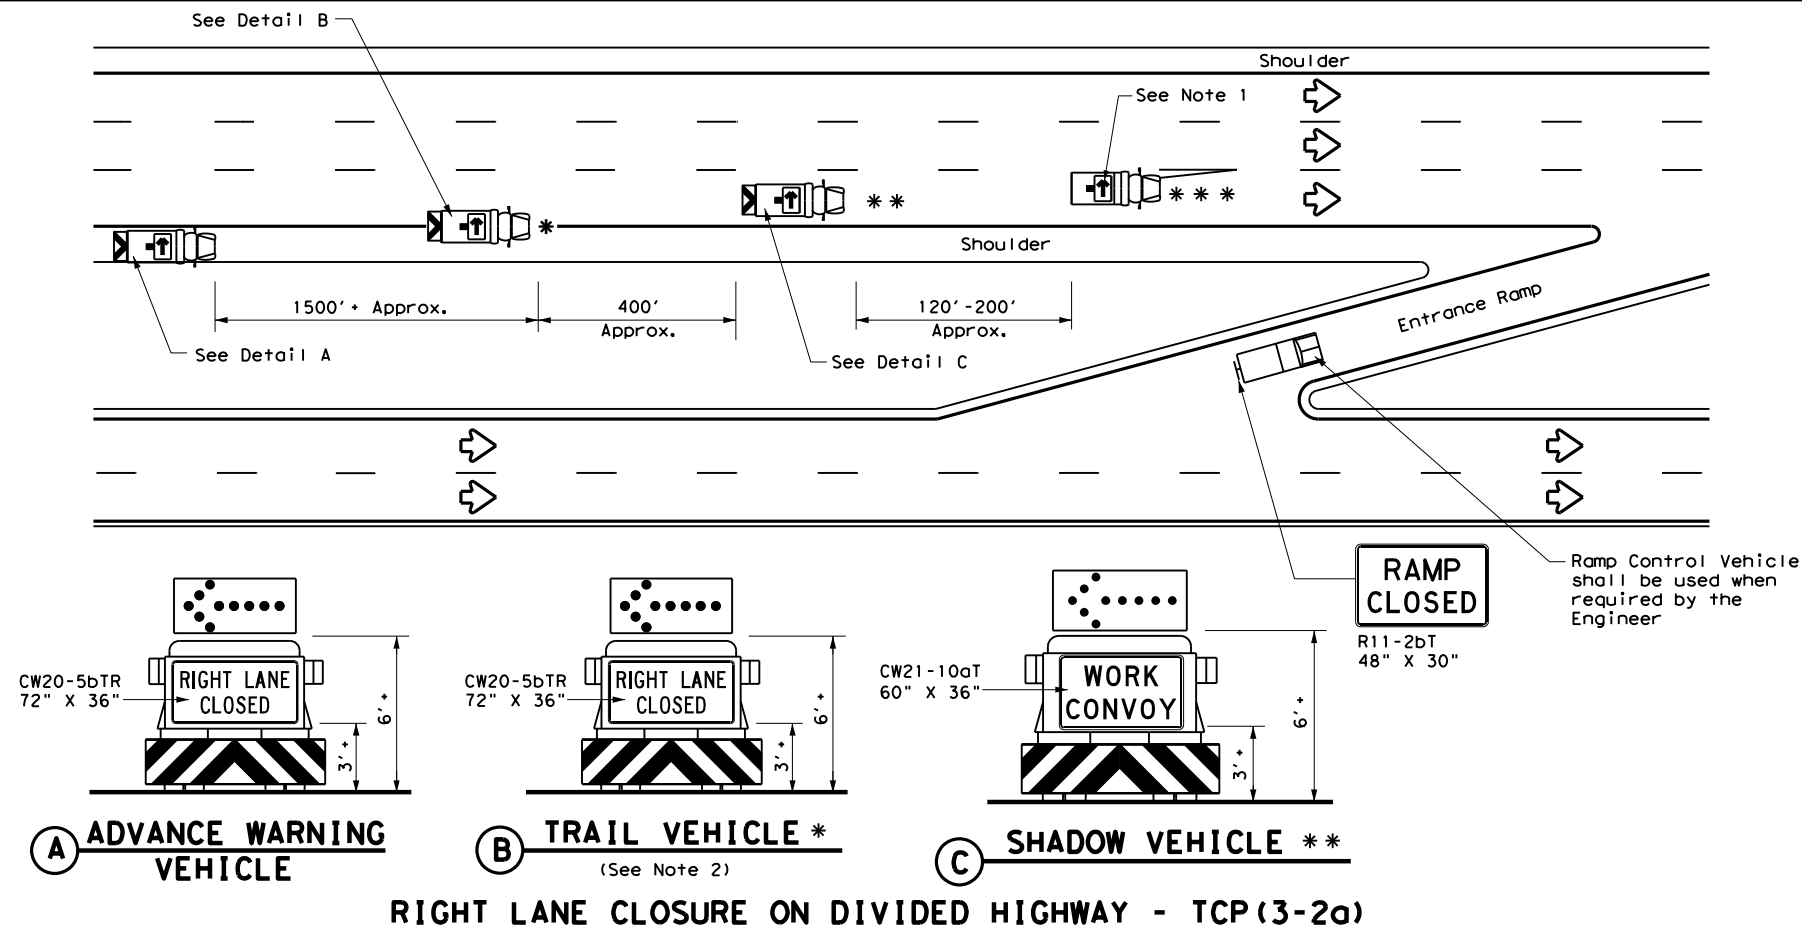 See Detail B
Shoulder
See Note 1
* *
* * *
*
Shoulder
1500'+ Approx.
400'
Approx.
120'-200'
Approx.
Entrance Ramp
See Detail A
See Detail C
RAMP
CLOSED
R11-2bT
48" X 30"
Ramp Control Vehicle
shall be used when
required by the
Engineer
CW20-5bTR
72" X 36"
RIGHT LANE
CLOSED
6'+
3'+
CW20-5bTR
72" X 36"
RIGHT LANE
CLOSED
6'+
3'+
CW21-10aT
60" X 36"
WORK
CONVOY
6'+
3'+
A ADVANCE WARNING
VEHICLE
B TRAIL VEHICLE *
(See Note 2)
C SHADOW VEHICLE * *
RIGHT LANE CLOSURE ON DIVIDED HIGHWAY - TCP(3-2a)